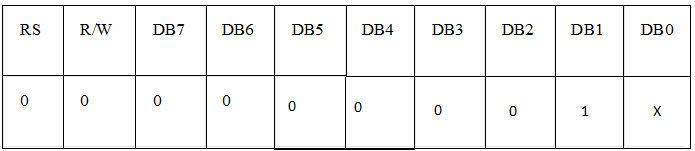 RS R/W DB7 DB6 DB5 DB4 DB3 DB2 DB1 DB0
0 0 0 0 0 0 0 0 1 X